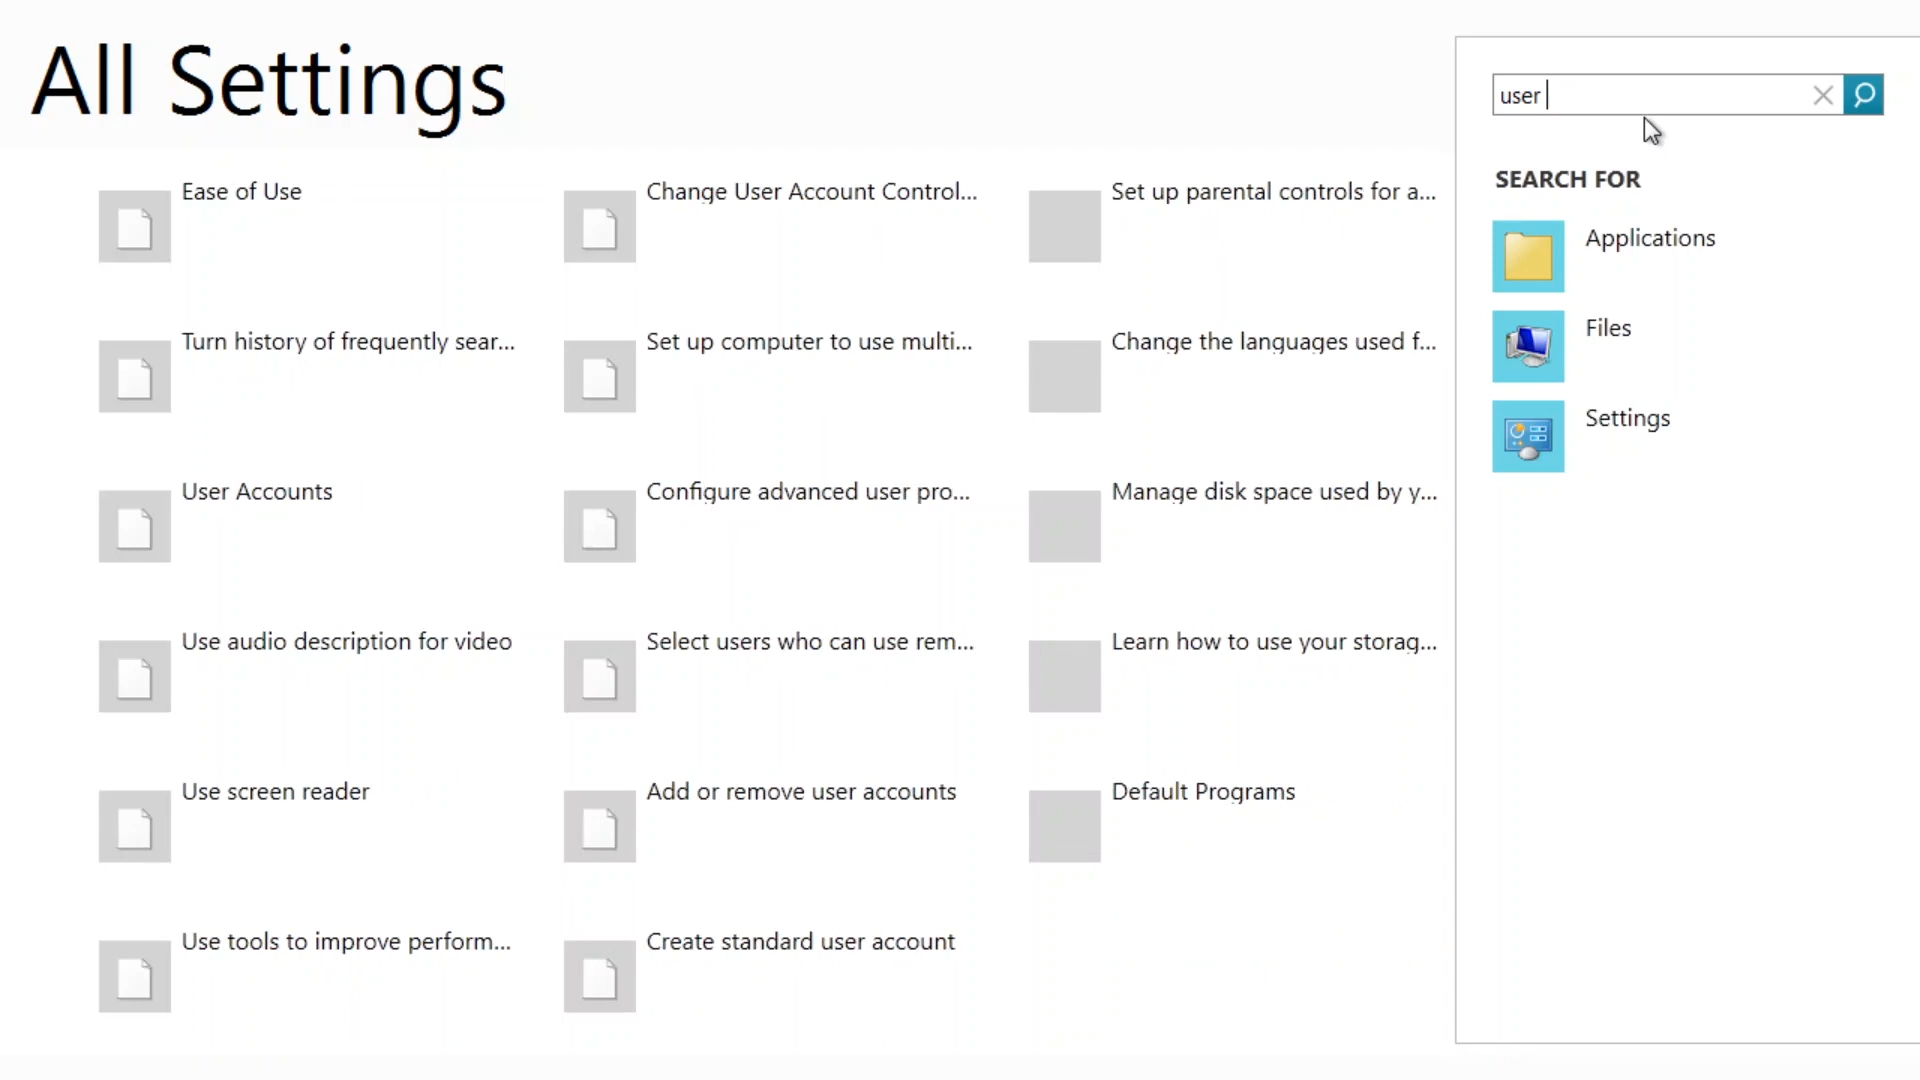 All Settings
Ease of Use
Turn history of frequently sear...
User Accounts
Use audio description for video
Use screen reader
Use tools to improve perform...
Change User Account Control...
Set up computer to use multi...
Configure advanced user pro...
Select users who can use rem...
Add or remove user accounts
Create standard user account
Set up parental controls for a...
Change the languages used f...
Manage disk space used by y...
Learn how to use your storag...
Default Programs
user
SEARCH FOR
Applications
Files
Settings